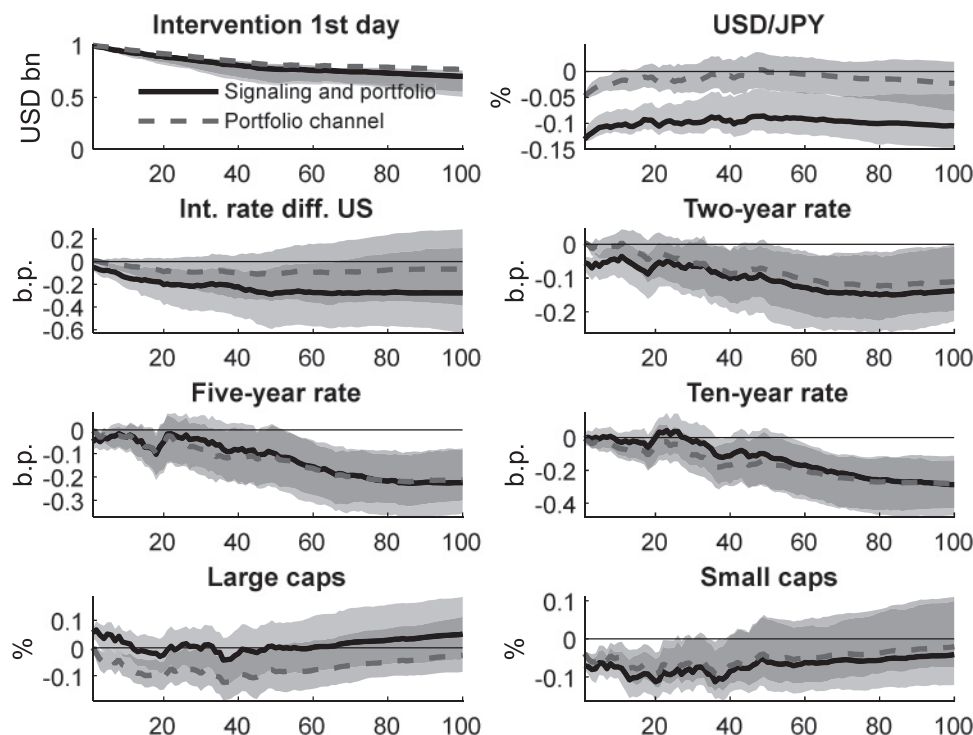 Intervention 1st day
USD bn
1
0.5
0
Signaling and portfolio
Portfolio channel
20 40 60 80 100
USD/JPY
%
0
-0.05
-0.1
-0.15
20 40 60 80 100
Int. rate diff. US
b.p.
0.2
0
-0.2
-0.4
-0.6
20 40 60 80 100
Two-year rate
b.p.
0
-0.1
-0.2
20 40 60 80 100
Five-year rate
b.p.
0
-0.1
-0.2
-0.3
20 40 60 80 100
Ten-year rate
b.p.
0
-0.2
-0.4
20 40 60 80 100
Large caps
%
0.1
0
-0.1
20 40 60 80 100
Small caps
%
0.1
0
-0.1
20 40 60 80 100